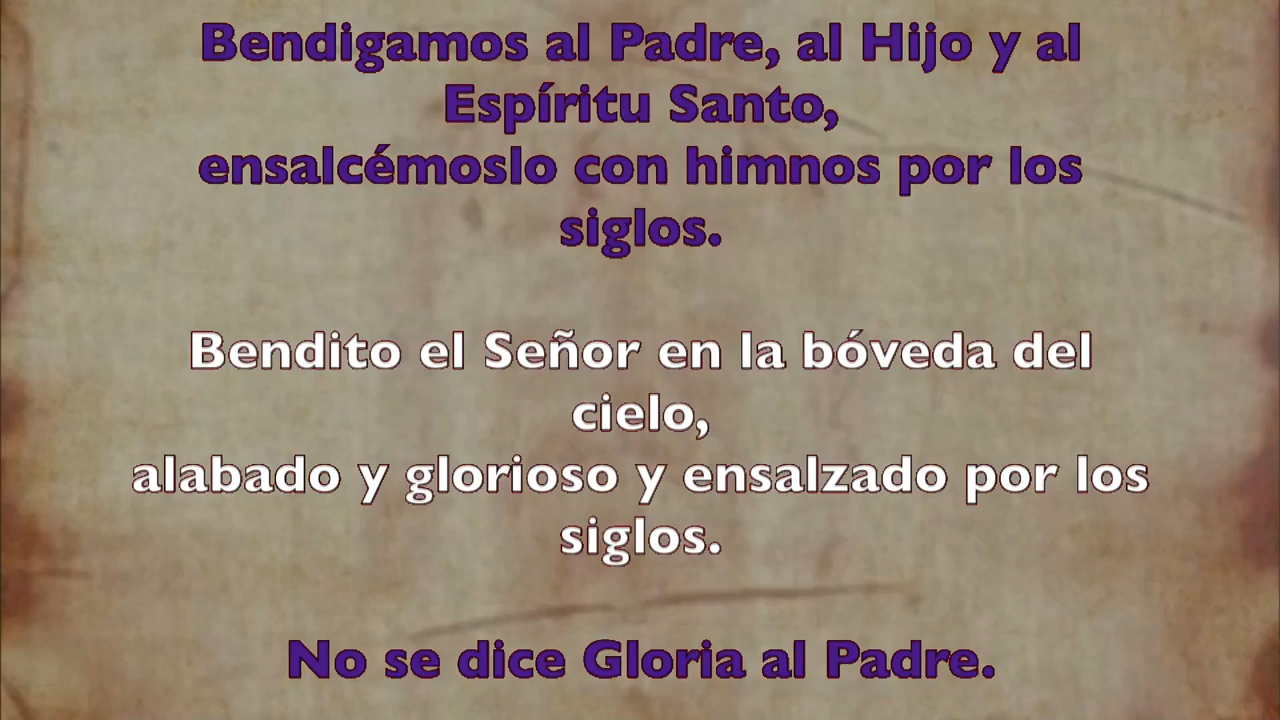 Bendigamos al Padre, al Hijo y al
Espíritu Santo,
ensalcémoslo con himnos por los
siglos.
Bendito el Señor en la bóveda del
cielo,
alabado y glorioso y ensalzado por los
siglos.
No se dice Gloria al Padre.